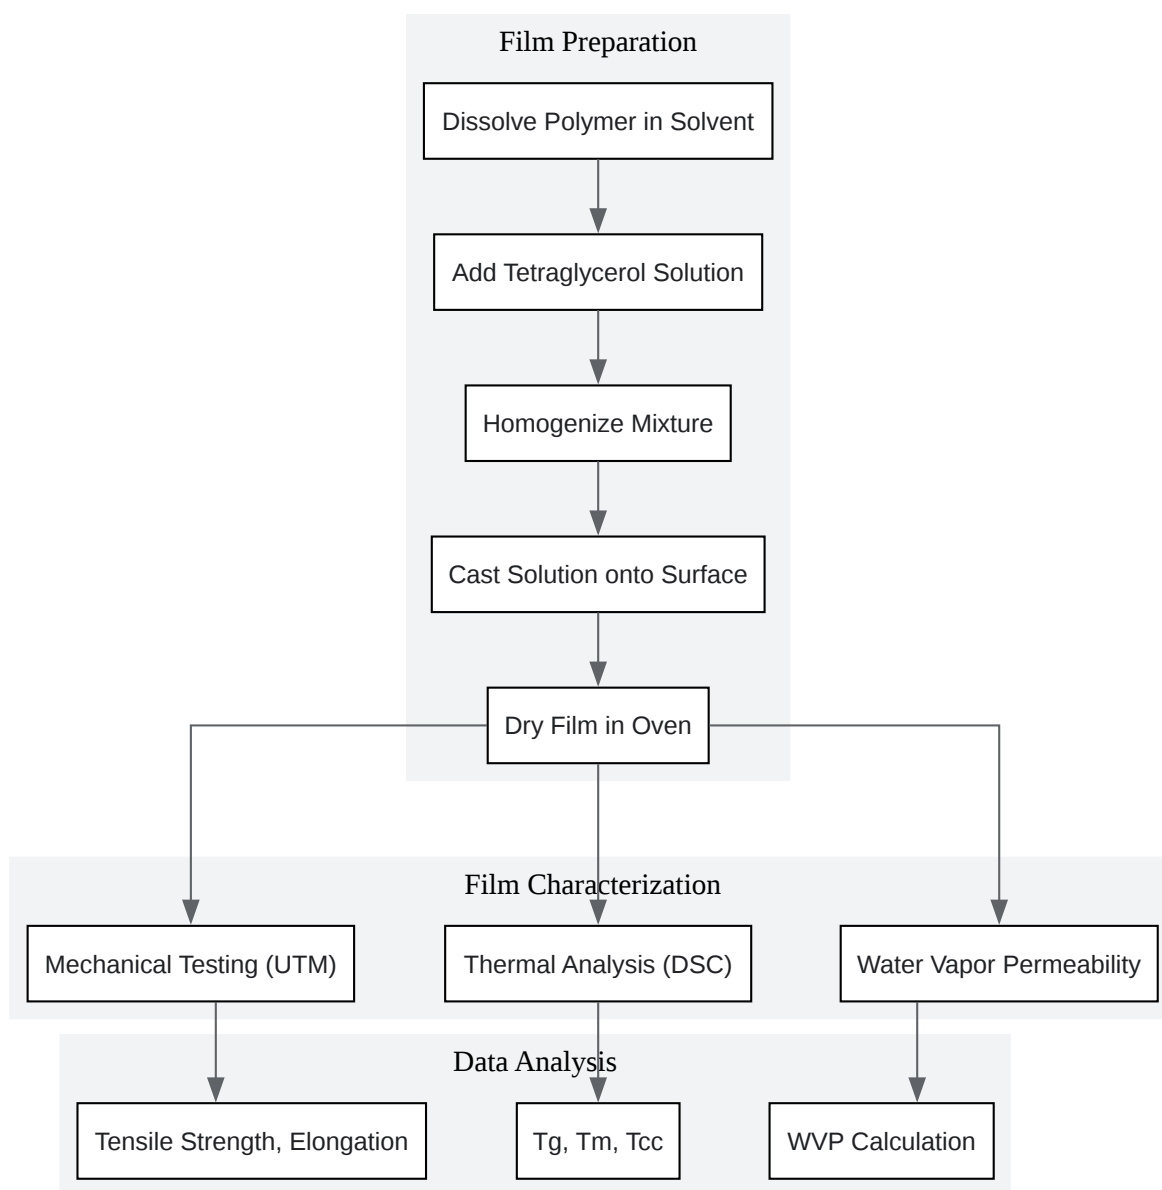 Film Preparation
Dissolve Polymer in Solvent
Add Tetraglycerol Solution
Homogenize Mixture
Cast Solution onto Surface
Dry Film in Oven
Film Characterization
Mechanical Testing (UTM)
Thermal Analysis (DSC)
Water Vapor Permeability
Data Analysis
Tensile Strength, Elongation
Tg, Tm, Tcc
WVP Calculation